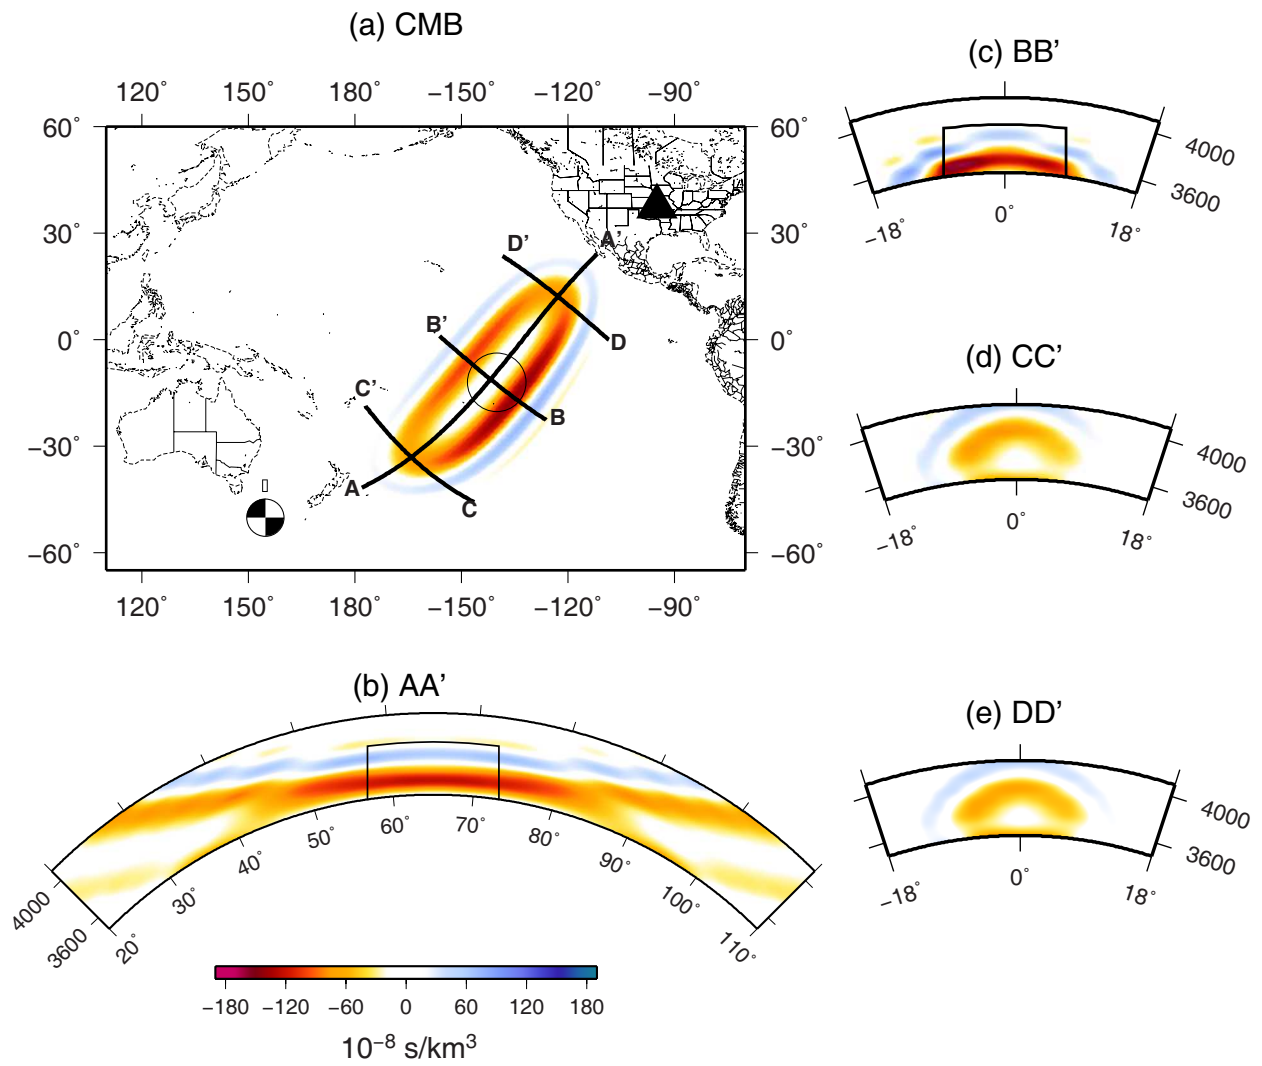 (a) CMB
120° 150° 180° −150° −120° −90°
60° 60°
30° 30°
0° 0°
−30° −30°
−60° −60°
D' A'
B' D
C' B
A C
120° 150° 180° −150° −120° −90°
(c) BB'
4000
3600
−18° 0° 18°
(d) CC'
4000
3600
−18° 0° 18°
(b) AA'
4000
3600
20° 30° 40° 50° 60° 70° 80° 90° 100° 110°
(e) DD'
4000
3600
−18° 0° 18°
−180 −120 −60 0 60 120 180
10⁻⁸ s/km³